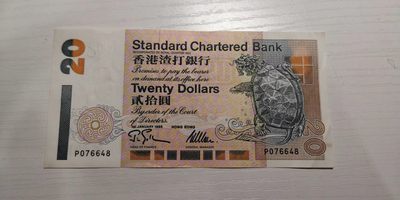 20
Standard Chartered Bank
香港渣打銀行
Promises to pay the bearer
on demand at its office here
Twenty Dollars
貳拾圓
By order of the Court
of Directors.
HONG KONG
P076648
P076648
20